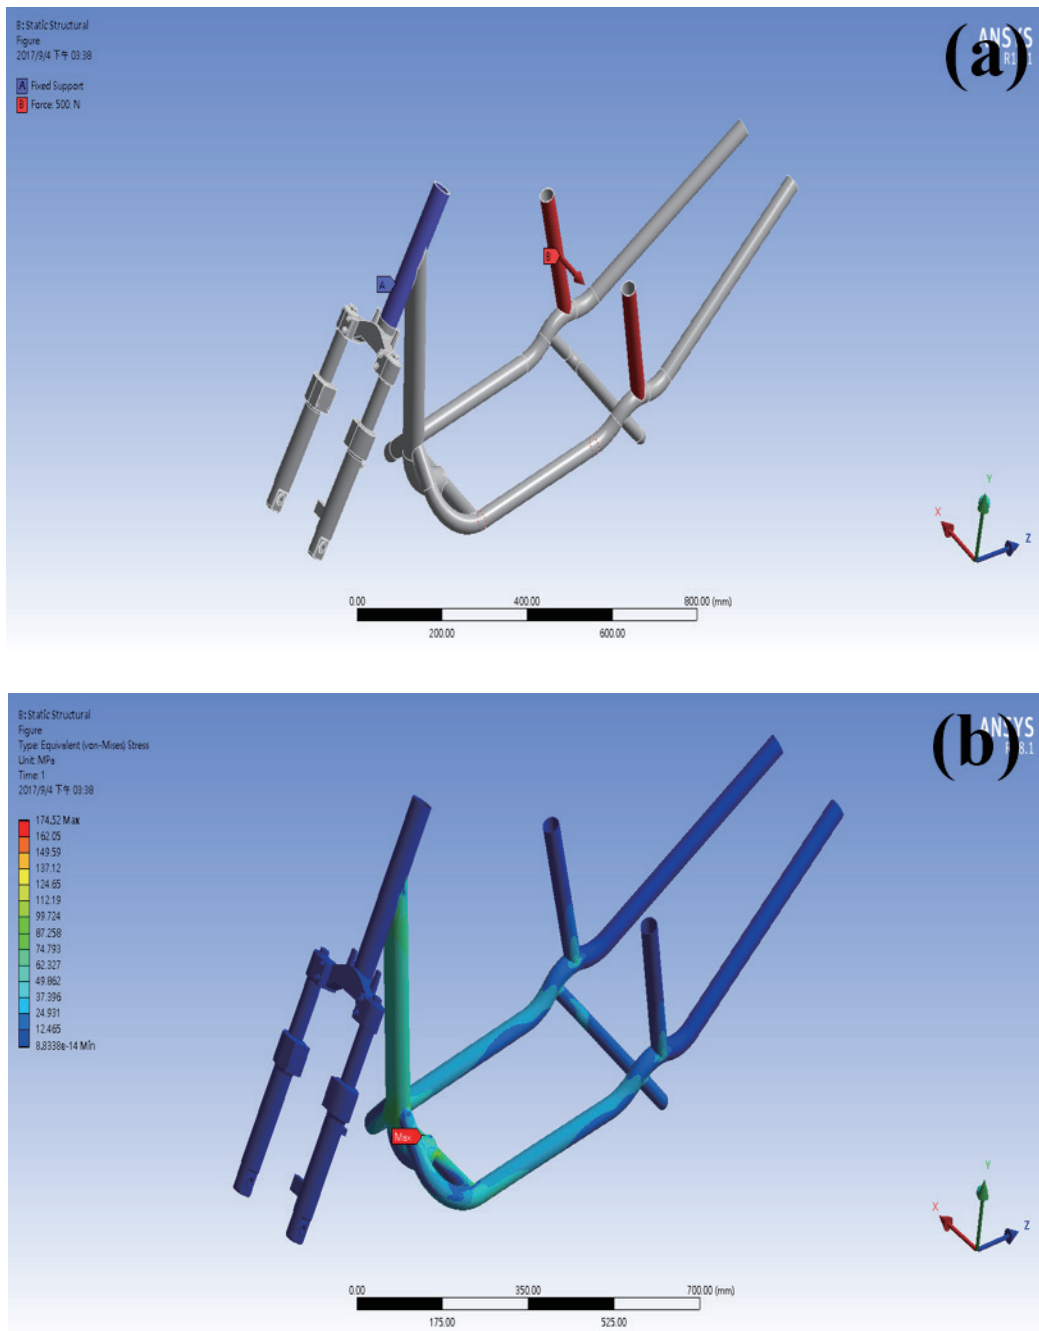 B: Static Structural
Figure
2017/9/4 下午 03:38
A Fixed Support
B Force: 500. N
(a)
ANSYS
A
B
Y
X
Z
0.00 400.00 800.00 (mm)
200.00 600.00
B: Static Structural
Figure
Type: Equivalent (von-Mises) Stress
Unit: MPa
Time: 1
2017/9/4 下午 03:38
(b)
ANSYS
174.52 Max
162.05
149.59
137.12
124.65
112.19
99.724
87.258
74.793
62.327
49.862
37.396
24.931
12.465
8.8338e-14 Min
Max
Y
X
Z
0.00 350.00 700.00 (mm)
175.00 525.00